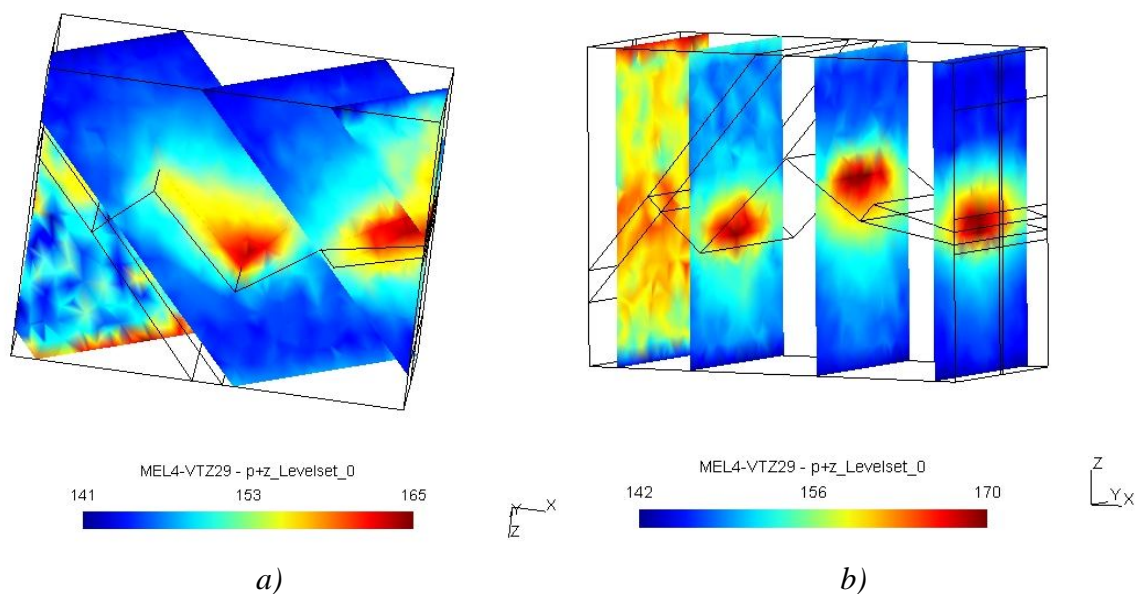 MEL4-VTZ29 - p+z_Levelset_0
141 153 165
Y X
Z
a)
MEL4-VTZ29 - p+z_Levelset_0
142 156 170
Z
Y X
b)